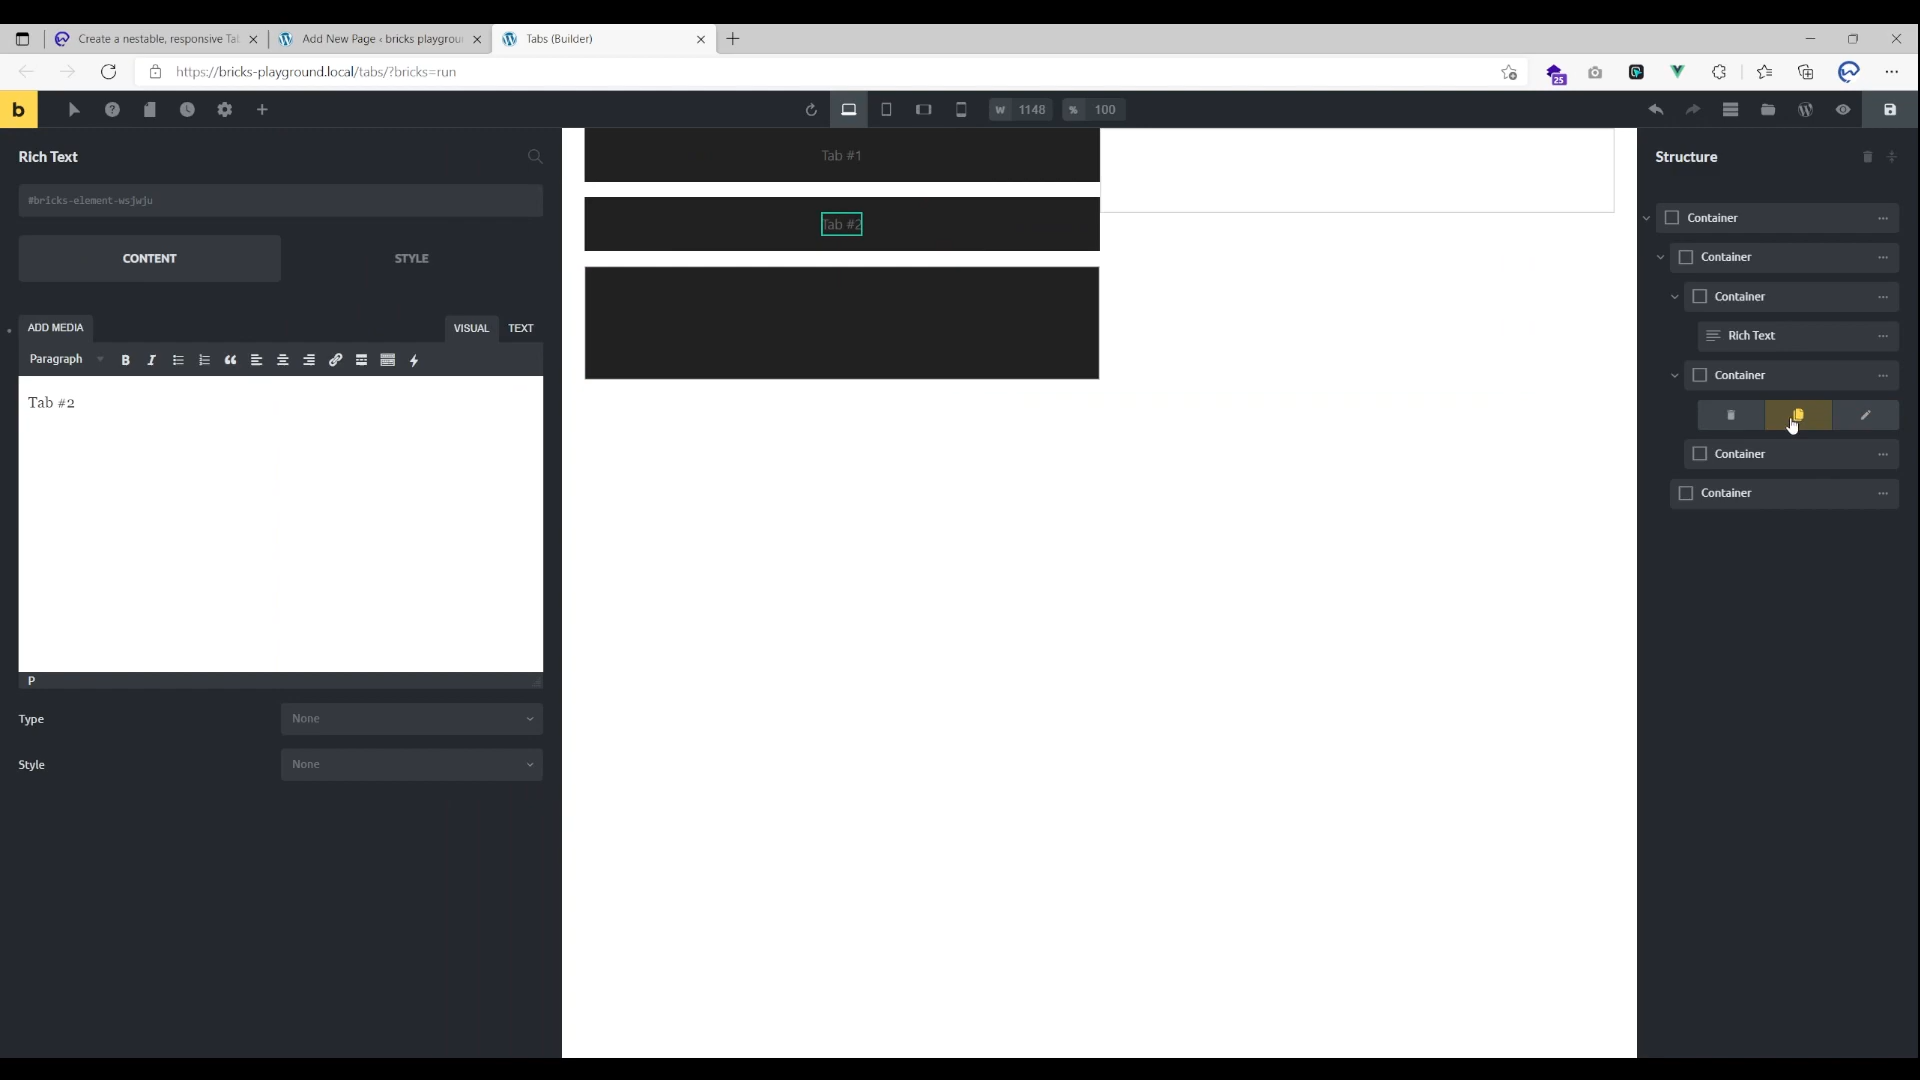 Create a nestable, responsive Tal
Add New Page ‹ bricks playgrou
Tabs (Builder)
https://bricks-playground.local/tabs/?bricks=run
25
b
W 1148
% 100
Rich Text
#bricks-element-wsjwju
CONTENT
STYLE
ADD MEDIA
VISUAL
TEXT
Paragraph
B
I
Tab #2
P
Type
None
Style
None
Tab #1
Tab #2
Structure
Container
Container
Container
Rich Text
Container
Container
Container